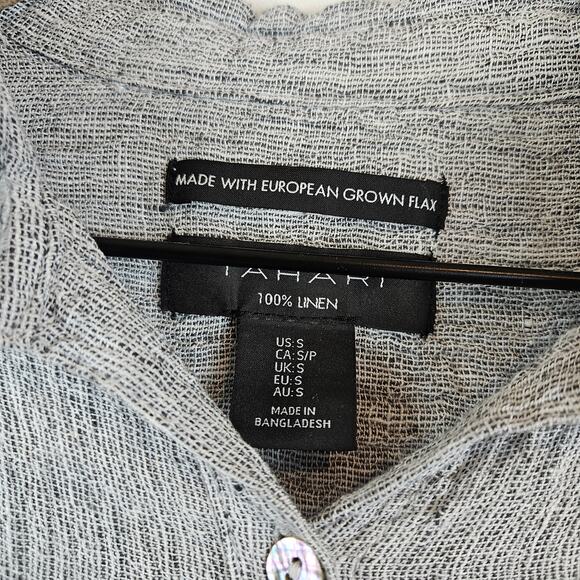 MADE WITH EUROPEAN GROWN FLAX
TAHARI
100% LINEN
US: S
CA: S/P
UK: S
EU: S
AU: S
MADE IN
BANGLADESH